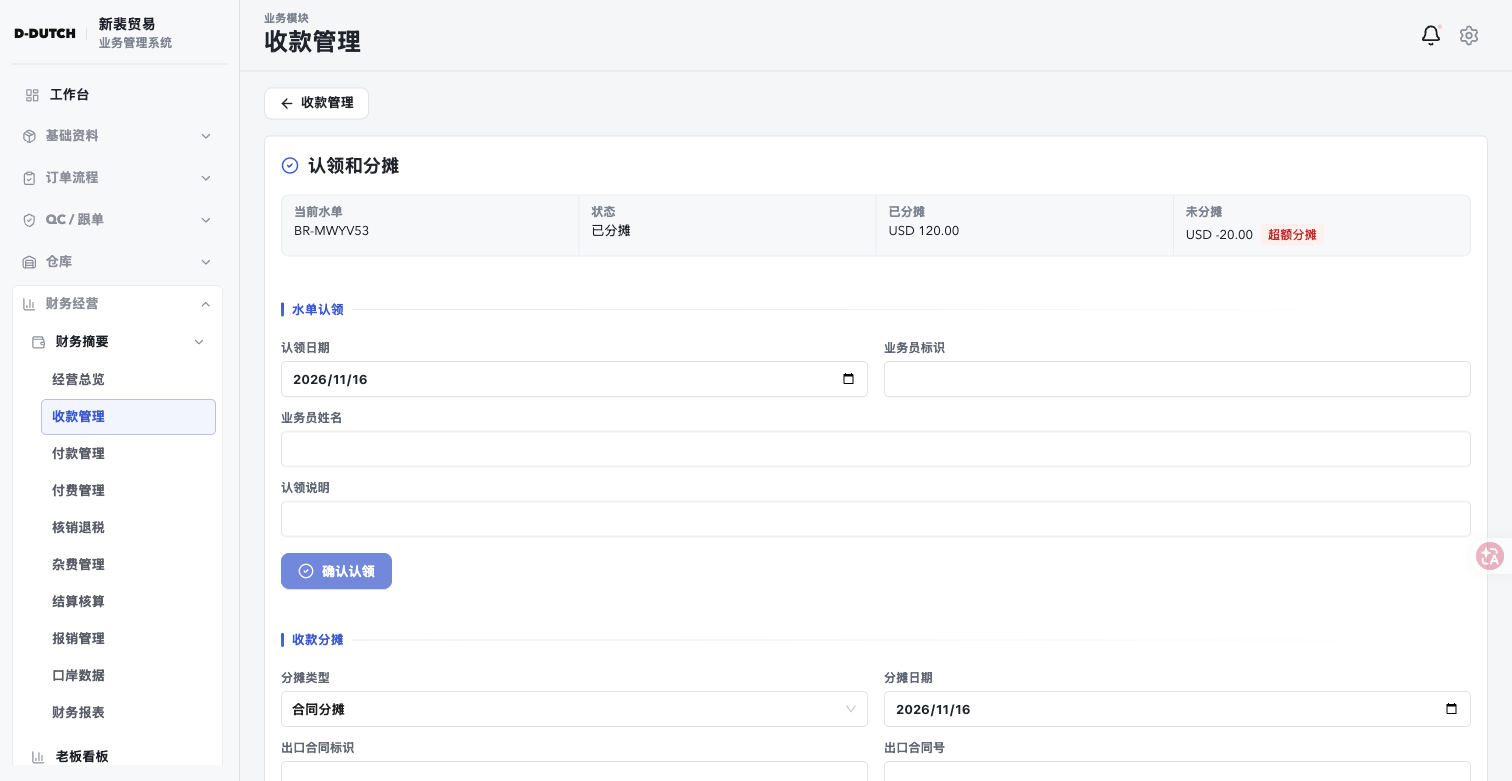 D-DUTCH
新裝贸易
业务管理系统
工作台
基础资料
订单流程
QC / 跟单
仓库
财务经营
财务摘要
经营总览
收款管理
付款管理
付费管理
核销退税
杂费管理
结算核算
报销管理
口岸数据
财务报表
老板看板
业务模块
收款管理
收款管理
认领和分摊
当前水单
BR-MWYV53
状态
已分摊
已分摊
USD 120.00
未分摊
USD -20.00 超额分摊
水单认领
认领日期
2026/11/16
业务员标识
业务员姓名
认领说明
确认认领
收款分摊
分摊类型
合同分摊
分摊日期
2026/11/16
出口合同标识
出口合同号